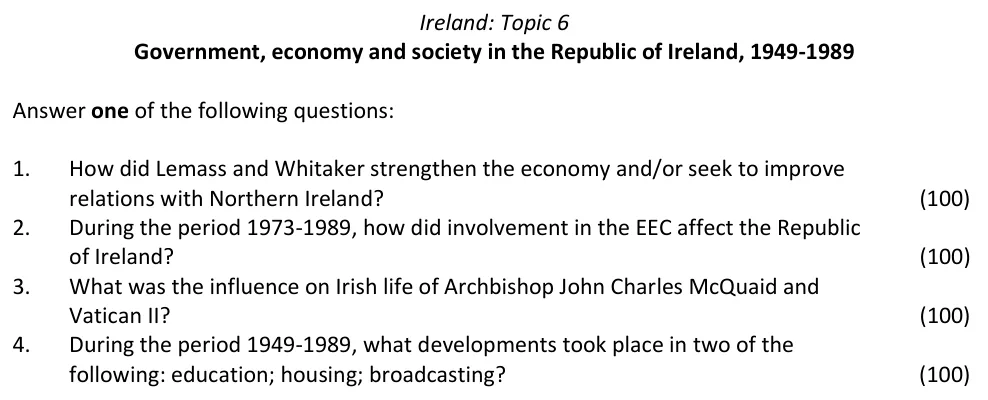 Ireland: Topic 6
Government, economy and society in the Republic of Ireland, 1949-1989
Answer one of the following questions:
1. How did Lemass and Whitaker strengthen the economy and/or seek to improve
relations with Northern Ireland? (100)
2. During the period 1973-1989, how did involvement in the EEC affect the Republic
of Ireland? (100)
3. What was the influence on Irish life of Archbishop John Charles McQuaid and
Vatican II? (100)
4. During the period 1949-1989, what developments took place in two of the
following: education; housing; broadcasting? (100)